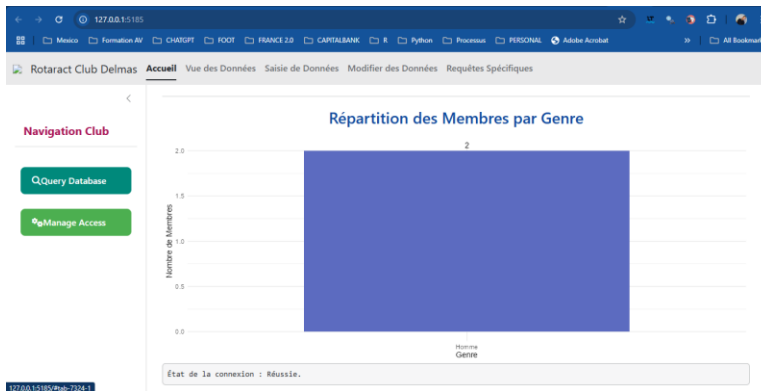 127.0.0.1:5185
Mexico Formation AV CHATGPT FOOT FRANCE 2.0 CAPITALBANK R Python Processus PERSONAL Adobe Acrobat » All Bookmar
Rotaract Club Delmas Accueil Vue des Données Saisie de Données Modifier des Données Requêtes Spécifiques
Navigation Club
Query Database
Manage Access
Répartition des Membres par Genre
2
2.0
1.5
1.0
0.5
0.0
Nombre de Membres
Homme
Genre
État de la connexion : Réussie.
127.0.0.1:5185/#tab-7324-1